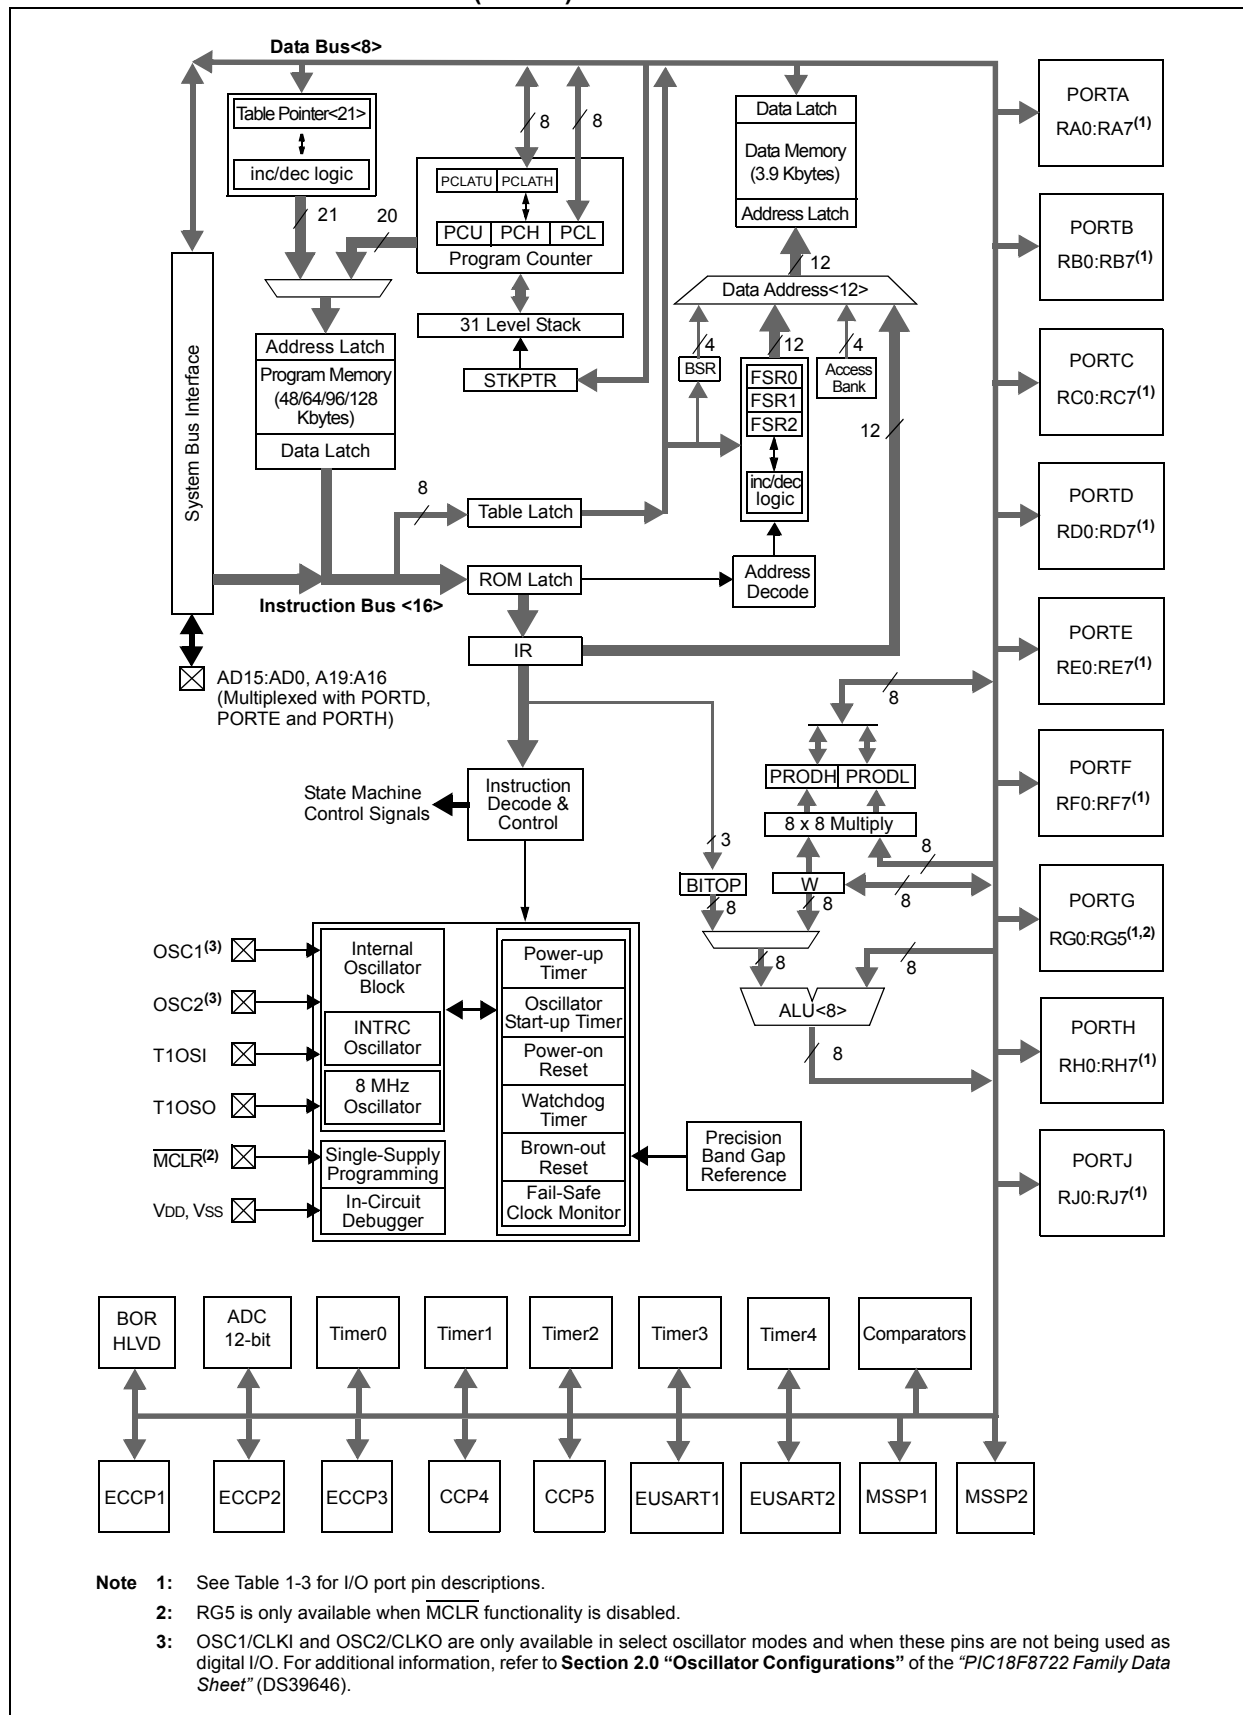 Data Bus<8>
Table Pointer<21>
inc/dec logic
21
20
8
8
PCLATU PCLATH
PCU PCH PCL
Program Counter
31 Level Stack
STKPTR
Data Latch
Data Memory
(3.9 Kbytes)
Address Latch
12
Data Address<12>
4
12
4
BSR
FSR0
FSR1
FSR2
inc/dec
logic
Access
Bank
12
System Bus Interface
Address Latch
Program Memory
(48/64/96/128
Kbytes)
Data Latch
8
Table Latch
ROM Latch
Address
Decode
Instruction Bus <16>
IR
AD15:AD0, A19:A16
(Multiplexed with PORTD,
PORTE and PORTH)
8
PRODH PRODL
8 x 8 Multiply
State Machine
Control Signals
Instruction
Decode &
Control
3
8
BITOP
W
8
8
8
8
8
ALU<8>
8
OSC1(3)
OSC2(3)
T1OSI
T1OSO
MCLR(2)
VDD, VSS
Internal
Oscillator
Block
INTRC
Oscillator
8 MHz
Oscillator
Single-Supply
Programming
In-Circuit
Debugger
Power-up
Timer
Oscillator
Start-up Timer
Power-on
Reset
Watchdog
Timer
Brown-out
Reset
Fail-Safe
Clock Monitor
Precision
Band Gap
Reference
PORTA
RA0:RA7(1)
PORTB
RB0:RB7(1)
PORTC
RC0:RC7(1)
PORTD
RD0:RD7(1)
PORTE
RE0:RE7(1)
PORTF
RF0:RF7(1)
PORTG
RG0:RG5(1,2)
PORTH
RH0:RH7(1)
PORTJ
RJ0:RJ7(1)
BOR
HLVD
ADC
12-bit
Timer0
Timer1
Timer2
Timer3
Timer4
Comparators
ECCP1
ECCP2
ECCP3
CCP4
CCP5
EUSART1
EUSART2
MSSP1
MSSP2
Note 1: See Table 1-3 for I/O port pin descriptions.
2: RG5 is only available when MCLR functionality is disabled.
3: OSC1/CLKI and OSC2/CLKO are only available in select oscillator modes and when these pins are not being used as
digital I/O. For additional information, refer to Section 2.0 “Oscillator Configurations” of the “PIC18F8722 Family Data
Sheet” (DS39646).